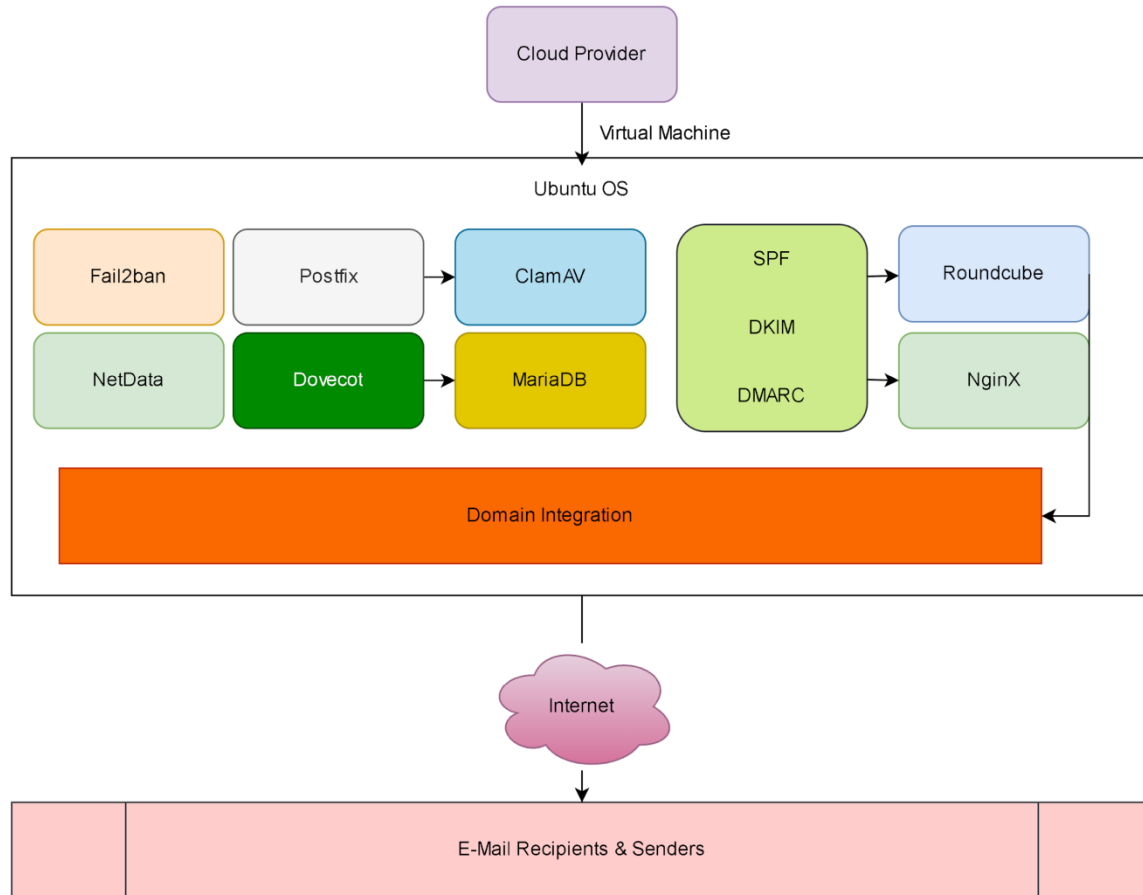 Cloud Provider
Virtual Machine
Ubuntu OS
Fail2ban
Postfix
ClamAV
SPF
DKIM
DMARC
Roundcube
NetData
Dovecot
MariaDB
NginX
Domain Integration
Internet
E-Mail Recipients & Senders